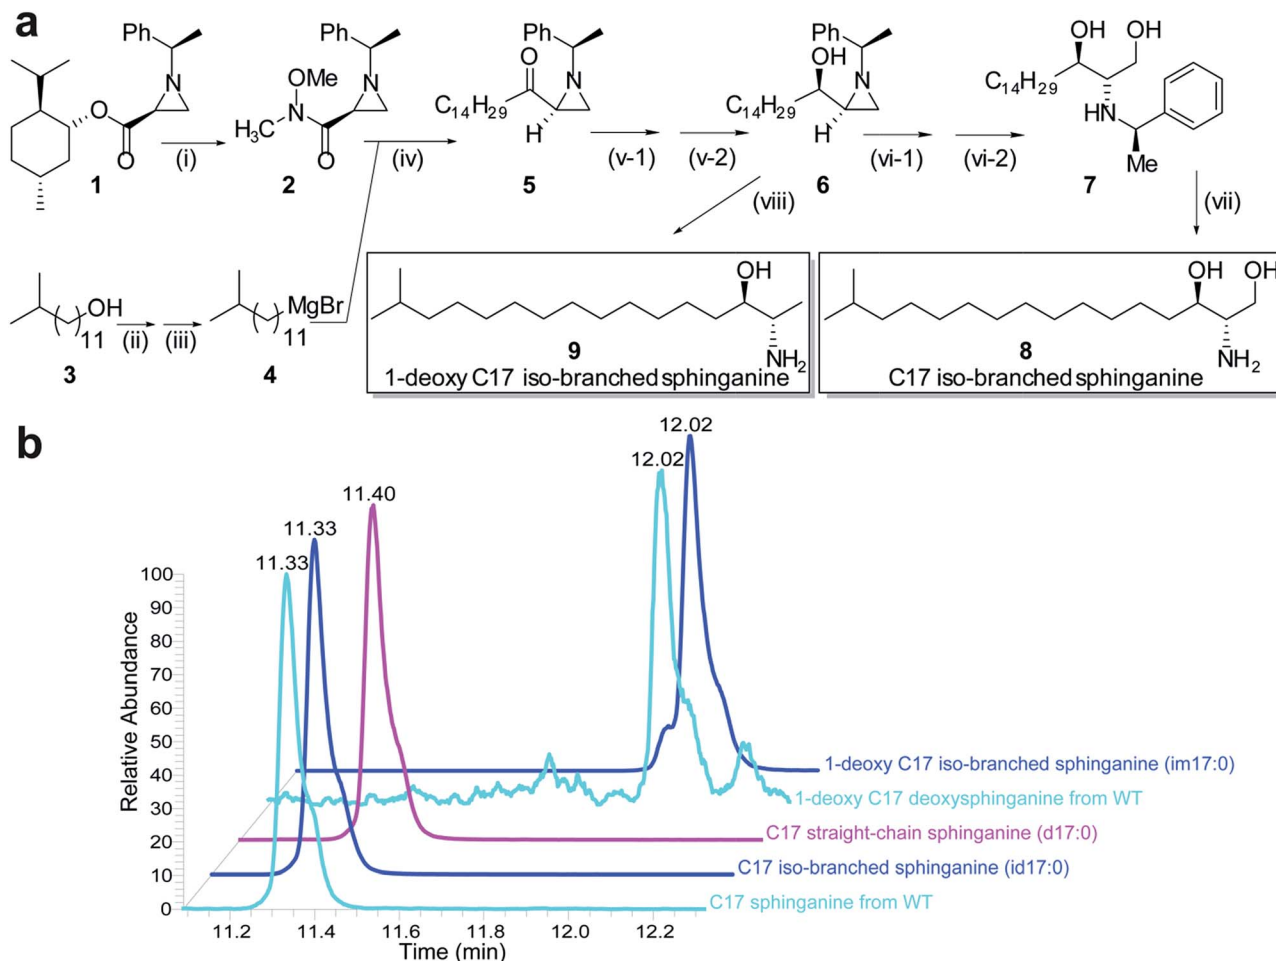 a
Ph Ph Ph Ph OH OH
N OMe N O N OH N C14H29
O N H3C C14H29 C14H29 HN
O O H H Me
(i) (iv) (v-1) (v-2) (vi-1) (vi-2)
1 2 5 6 7
(viii) (vii)
OH MgBr OH OH OH
11 (ii) (iii) 11
3 4 9 NH2 8 NH2
1-deoxy C17 iso-branched sphinganine C17 iso-branched sphinganine
b
12.02
12.02
11.40
11.33
11.33
100
90
80
70
60
50
40
30
20
10
0
Relative Abundance
1-deoxy C17 iso-branched sphinganine (im17:0)
1-deoxy C17 deoxysphinganine from WT
C17 straight-chain sphinganine (d17:0)
C17 iso-branched sphinganine (id17:0)
C17 sphinganine from WT
11.2 11.4 11.6 11.8 12.0 12.2
Time (min)